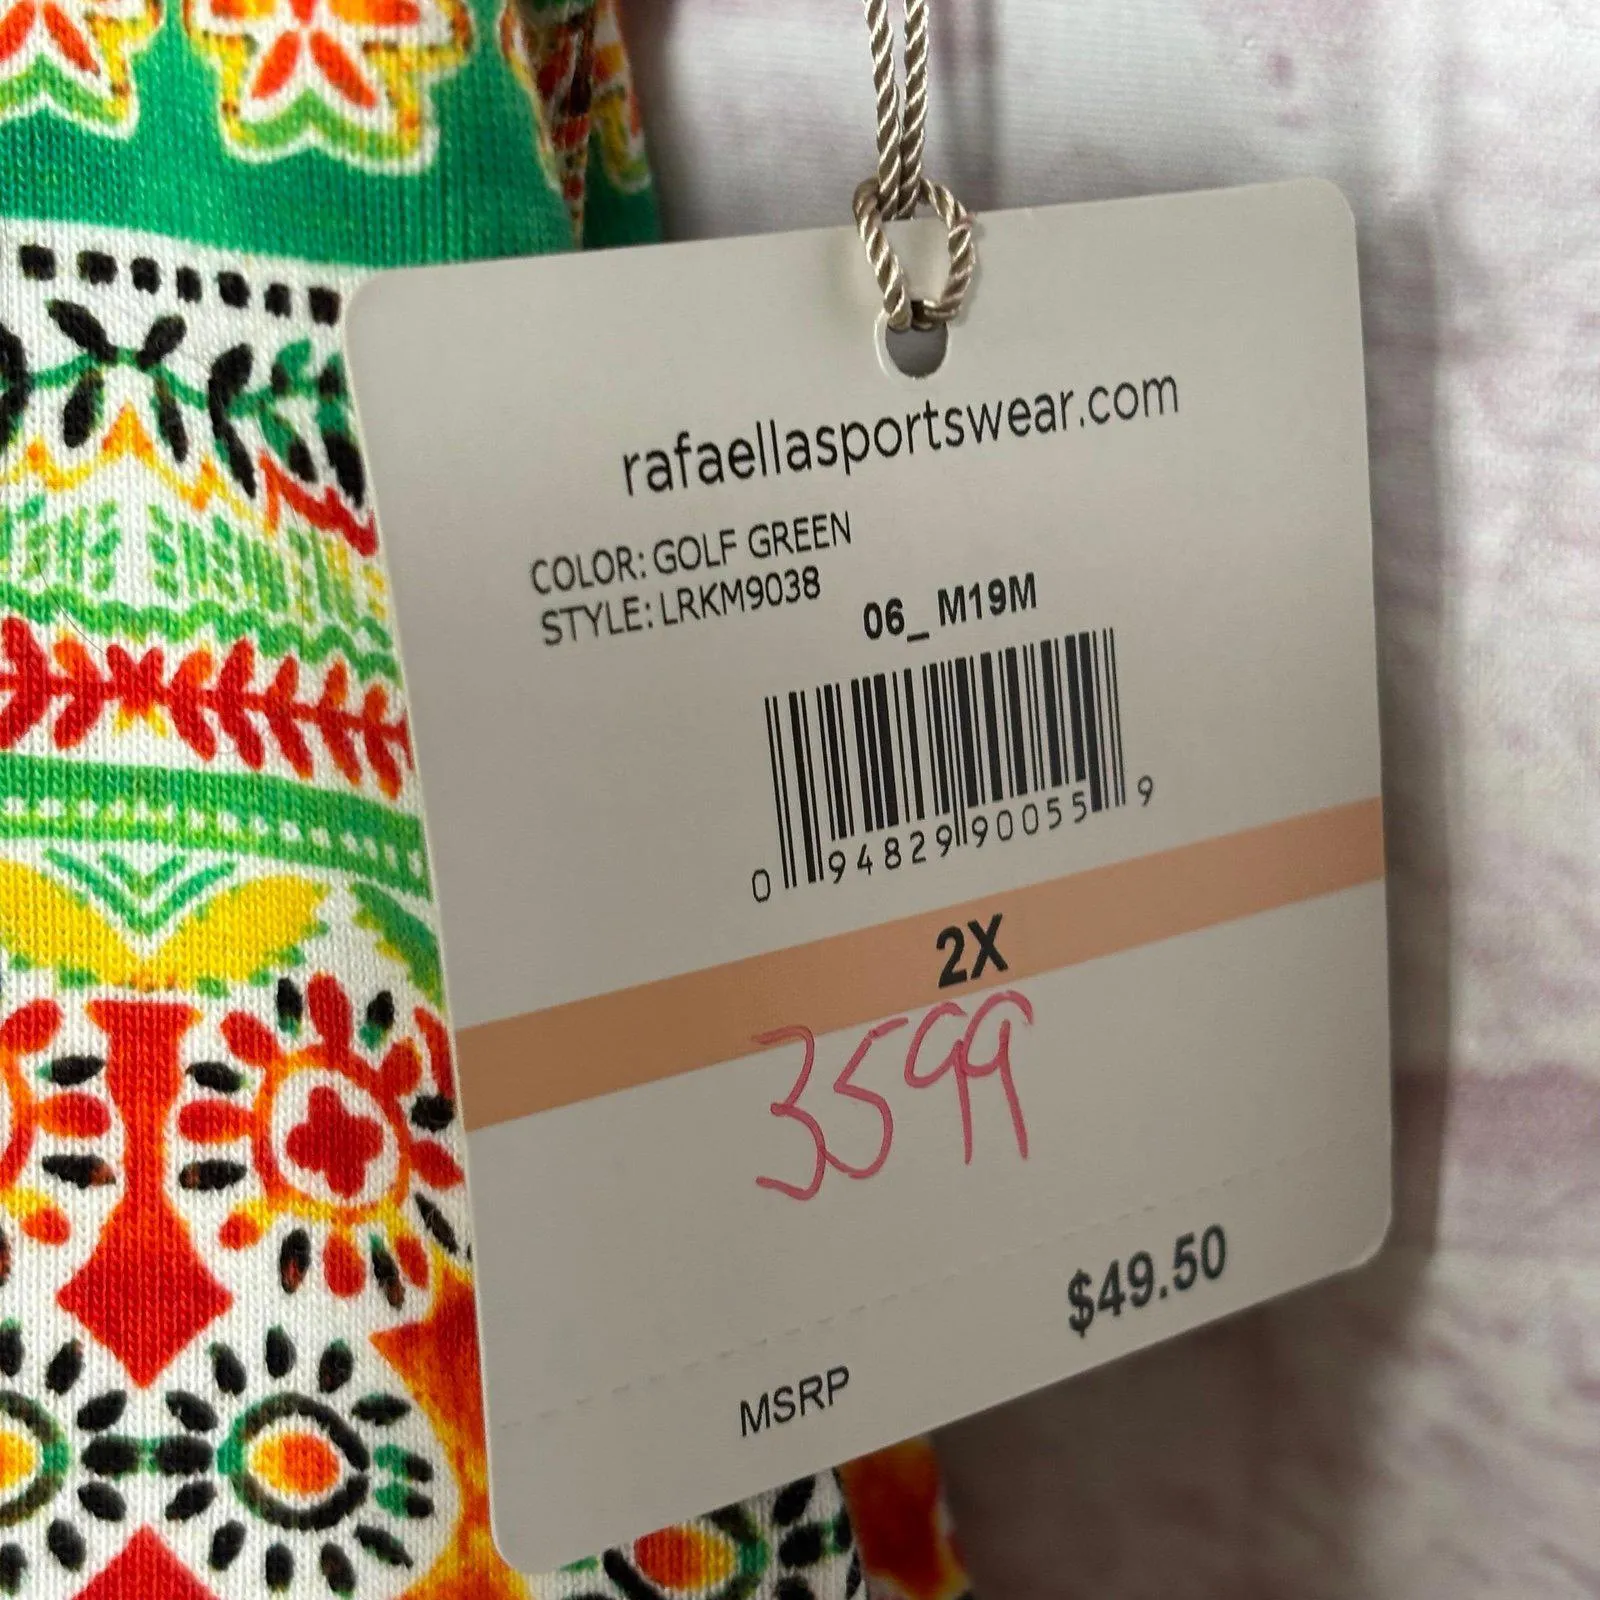 rafaellasportswear.com
COLOR: GOLF GREEN
STYLE: LRKM9038
06_ M19M
0 94829 90055 9
2X
3599
$49.50
MSRP